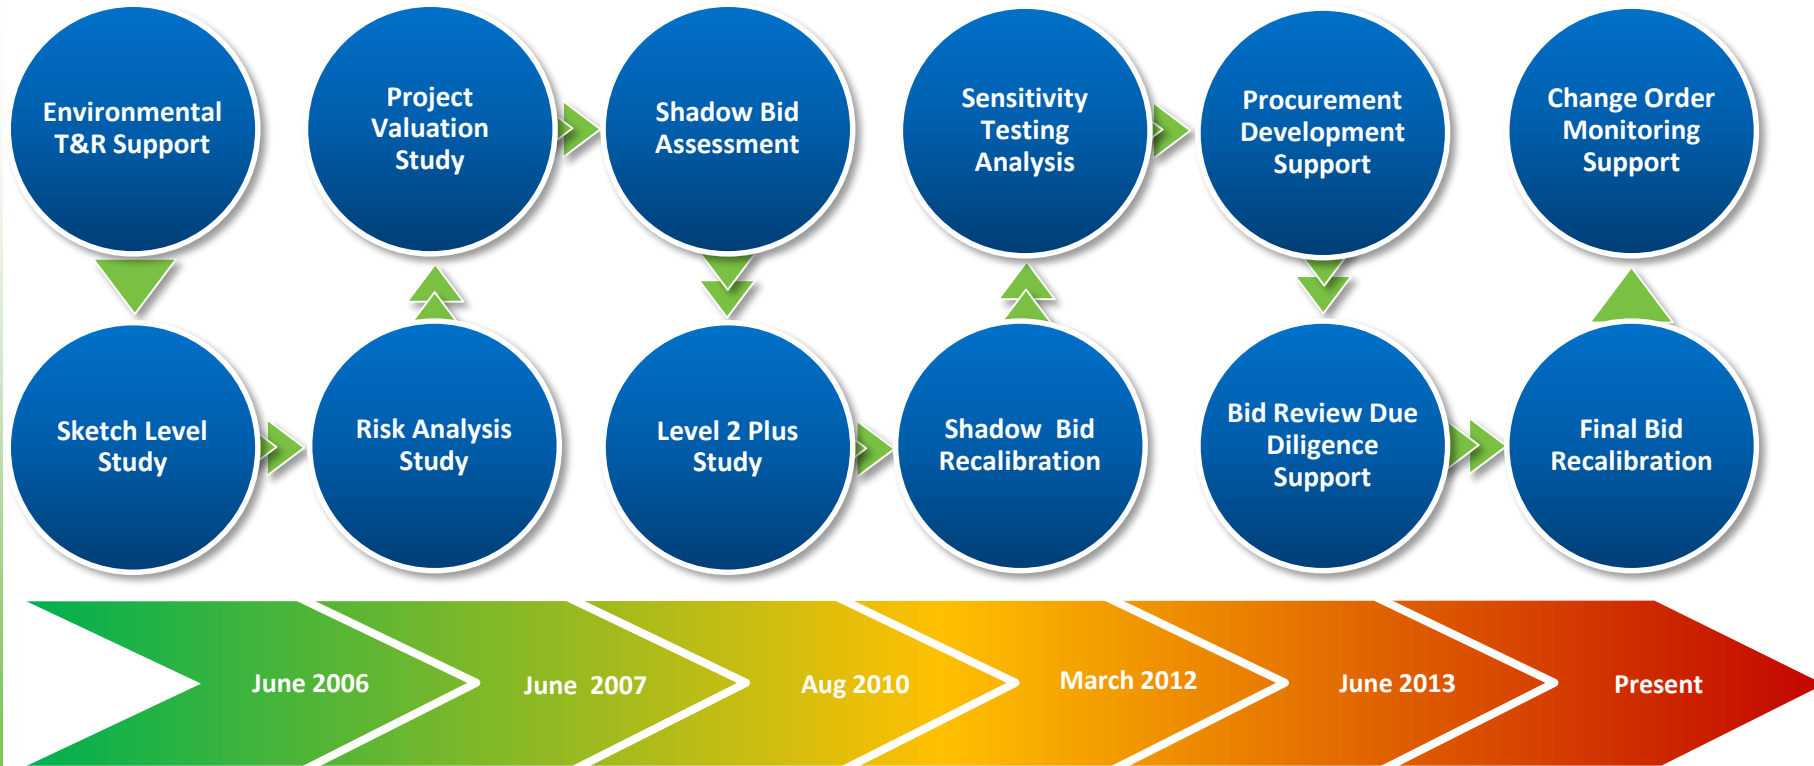 Environmental
T&R Support
Project
Valuation
Study
Shadow Bid
Assessment
Sensitivity
Testing
Analysis
Procurement
Development
Support
Change Order
Monitoring
Support
Sketch Level
Study
Risk Analysis
Study
Level 2 Plus
Study
Shadow  Bid
Recalibration
Bid Review Due
Diligence
Support
Final Bid
Recalibration
June 2006
June  2007
Aug 2010
March 2012
June 2013
Present